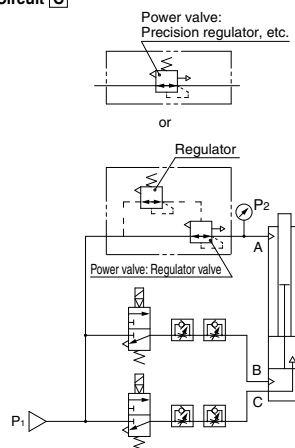 Circuit C
Power valve:
Precision regulator, etc.
or
Regulator
P2
A
Power valve: Regulator valve
B
C
P1